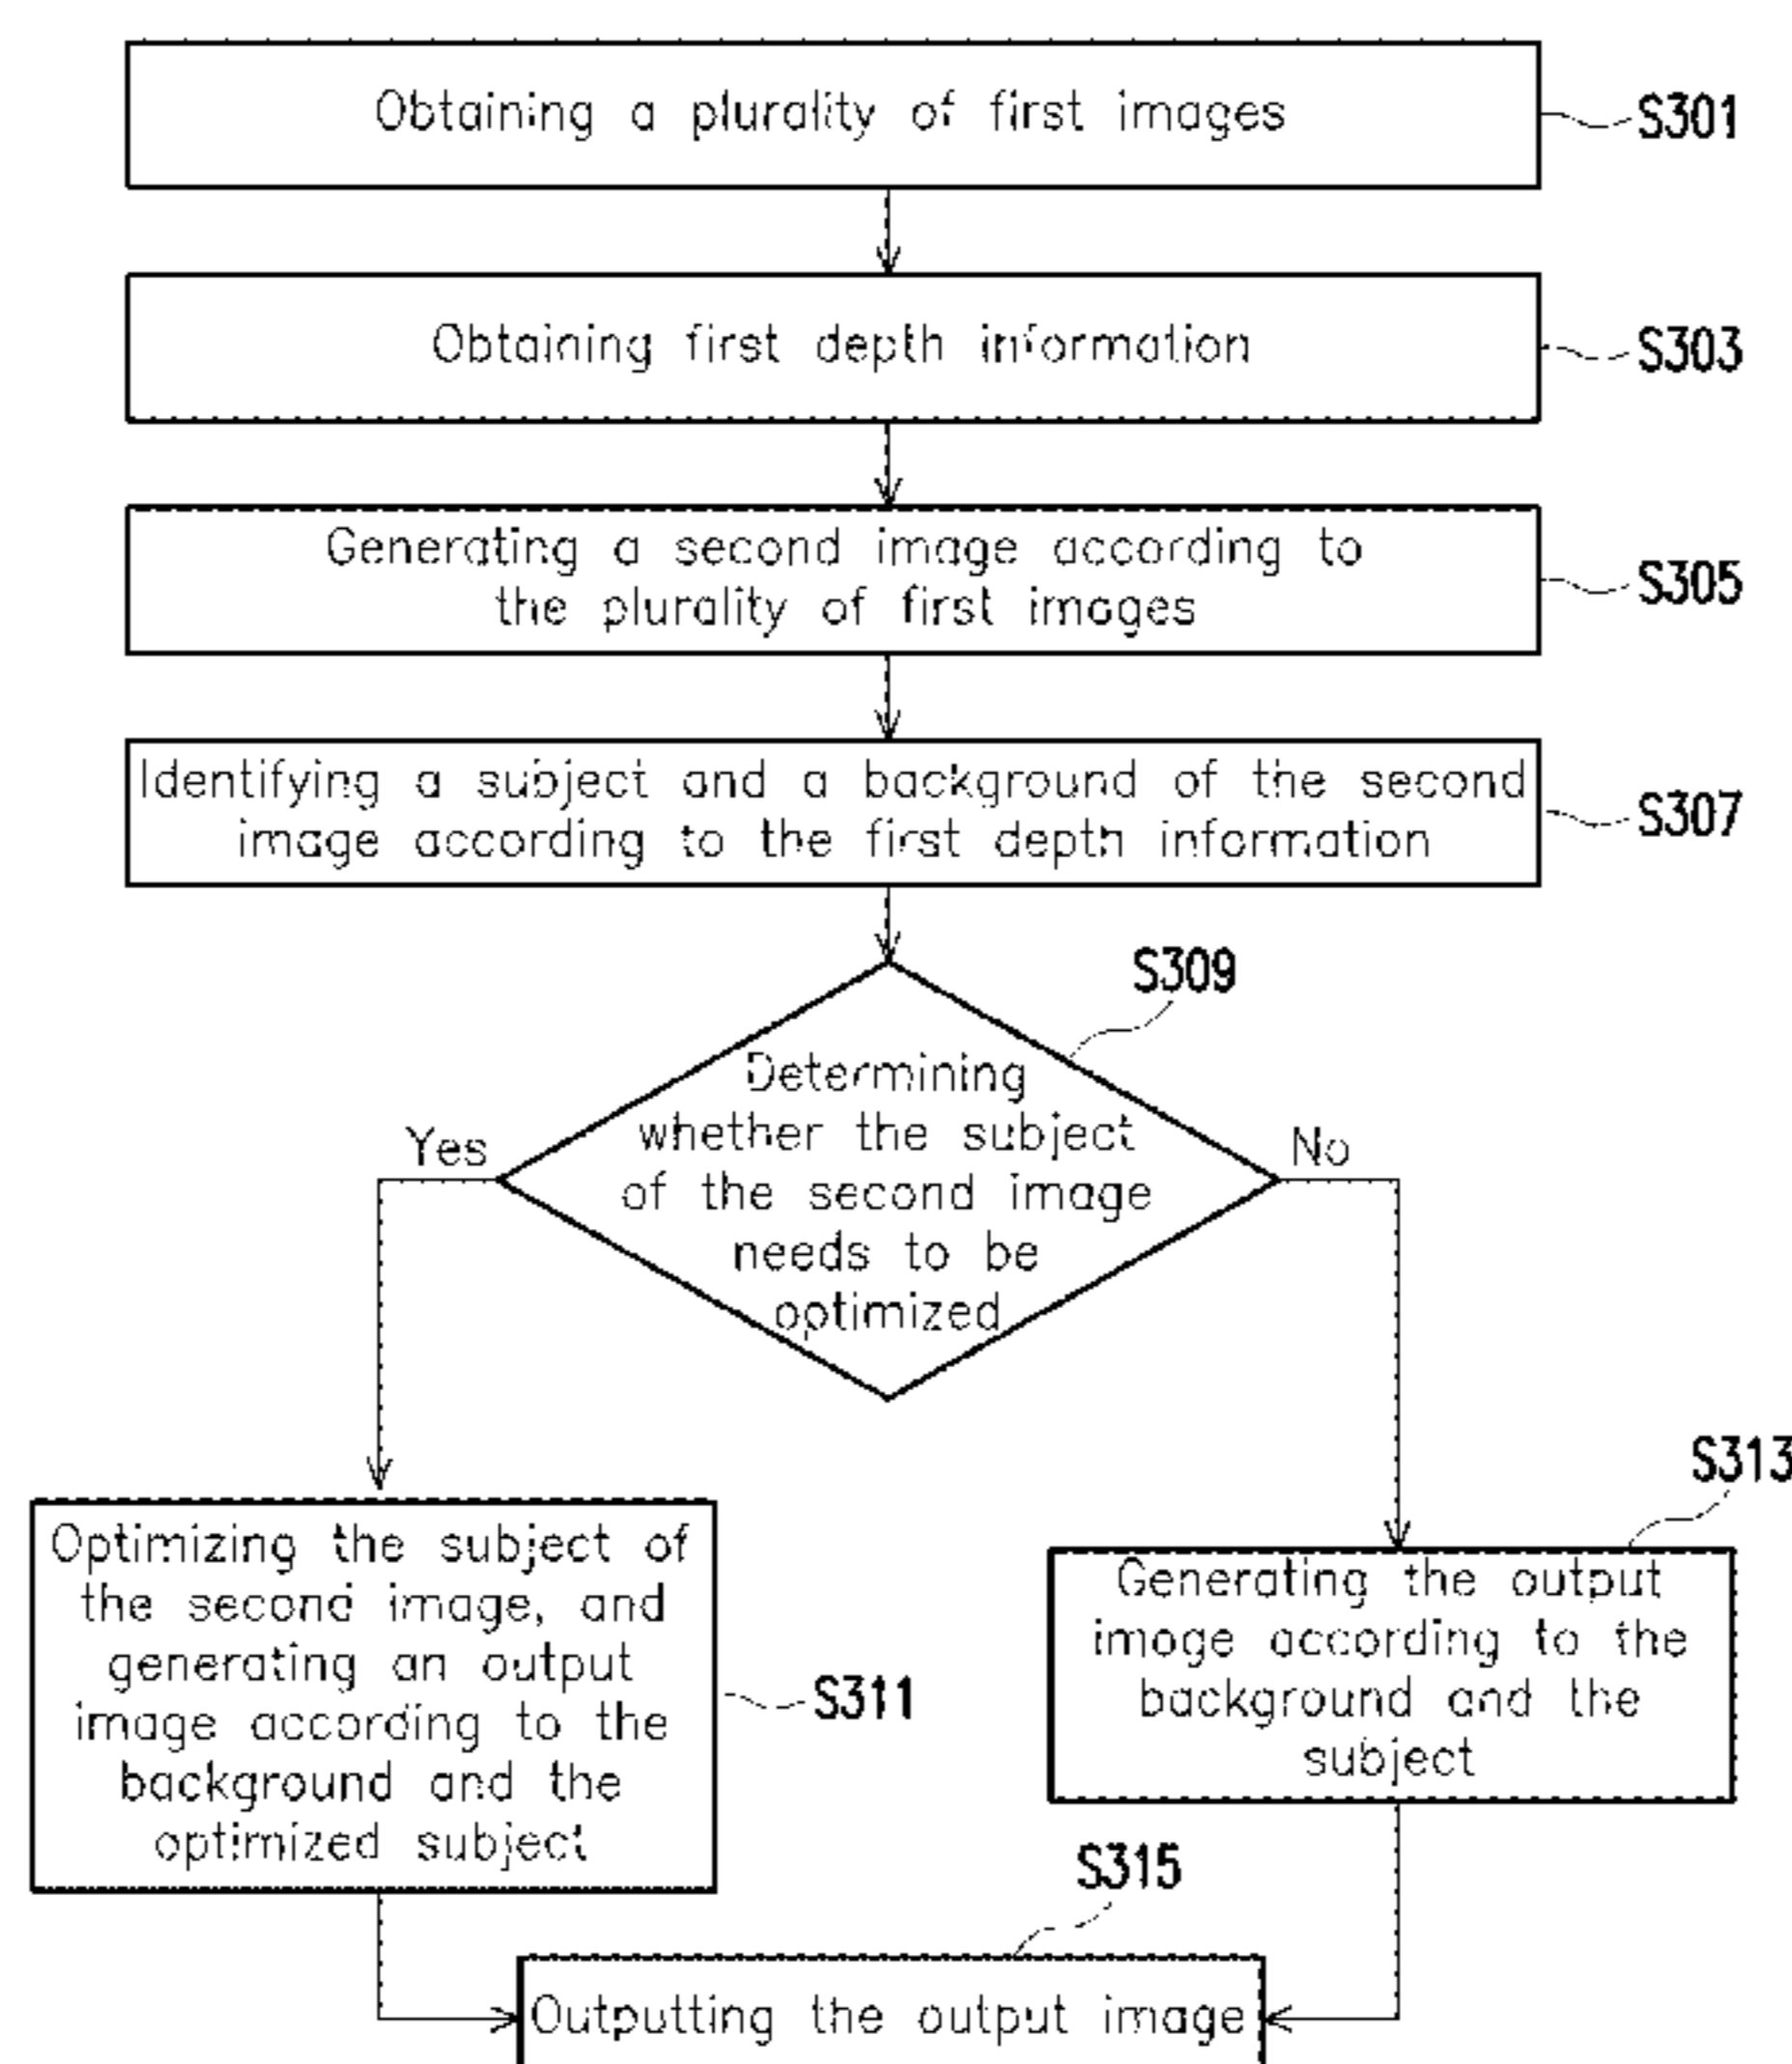 Obtaining a plurality of first images
S301
Obtaining first depth information
S303
Generating a second image according to
the plurality of first images
S305
Identifying a subject and a background of the second
image according to the first depth information
S307
S309
Determining
whether the subject
of the second image
needs to be
optimized
Yes
No
Optimizing the subject of
the second image, and
generating an output
image according to the
background and the
optimized subject
S311
S313
Generating the output
image according to the
background and the
subject
S315
Outputting the output image